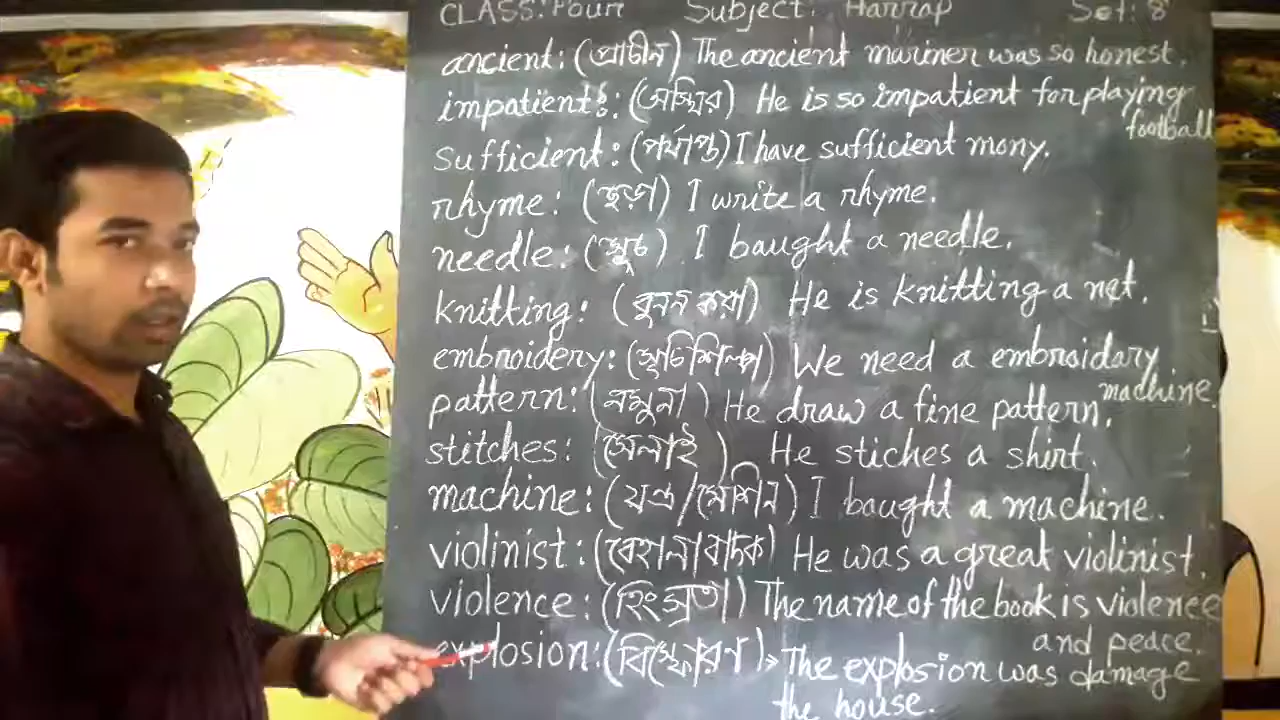 CLASS: Four Subject: Harrap Set: 8
ancient: (প্রাচীন) The ancient mariner was so honest.
impatient: (অস্থির) He is so impatient for playing
football
sufficient: (পর্যাপ্ত) I have sufficient mony.
rhyme: (ছড়া) I write a rhyme.
needle: (সুচ) I baught a needle.
knitting: (বুনন করা) He is knitting a net.
embroidery: (সুচিশিল্প) We need a embroidary
machine.
pattern: (নমুনা) He draw a fine pattern.
stitches: (সেলাই) He stiches a shirt.
machine: (যন্ত্র/মেশিন) I baught a machine.
violinist: (বেহালাবাদক) He was a great violinist.
violence: (হিংস্রতা) The name of the book is violence
and peace.
explosion: (বিস্ফোরণ) The explosion was damage
the house.